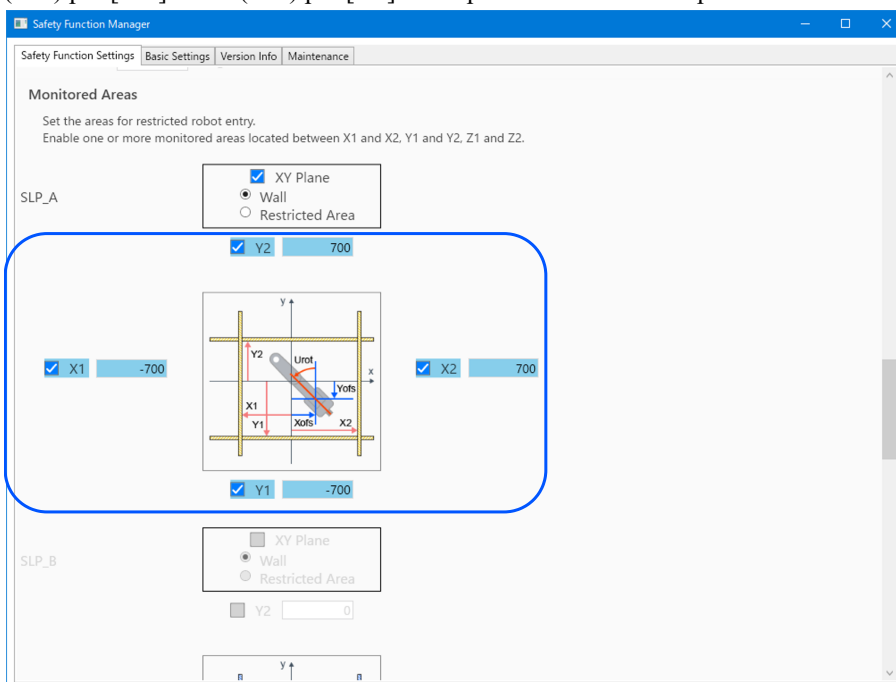 Safety Function Manager
Safety Function Settings Basic Settings Version Info Maintenance
Monitored Areas
Set the areas for restricted robot entry.
Enable one or more monitored areas located between X1 and X2, Y1 and Y2, Z1 and Z2.
SLP_A
XY Plane
Wall
Restricted Area
Y2 700
X1 -700
y
Y2
Urot
x
Yofs
X1
Y1
Xofs
X2
X2 700
Y1 -700
SLP_B
XY Plane
Wall
Restricted Area
Y2 0
y